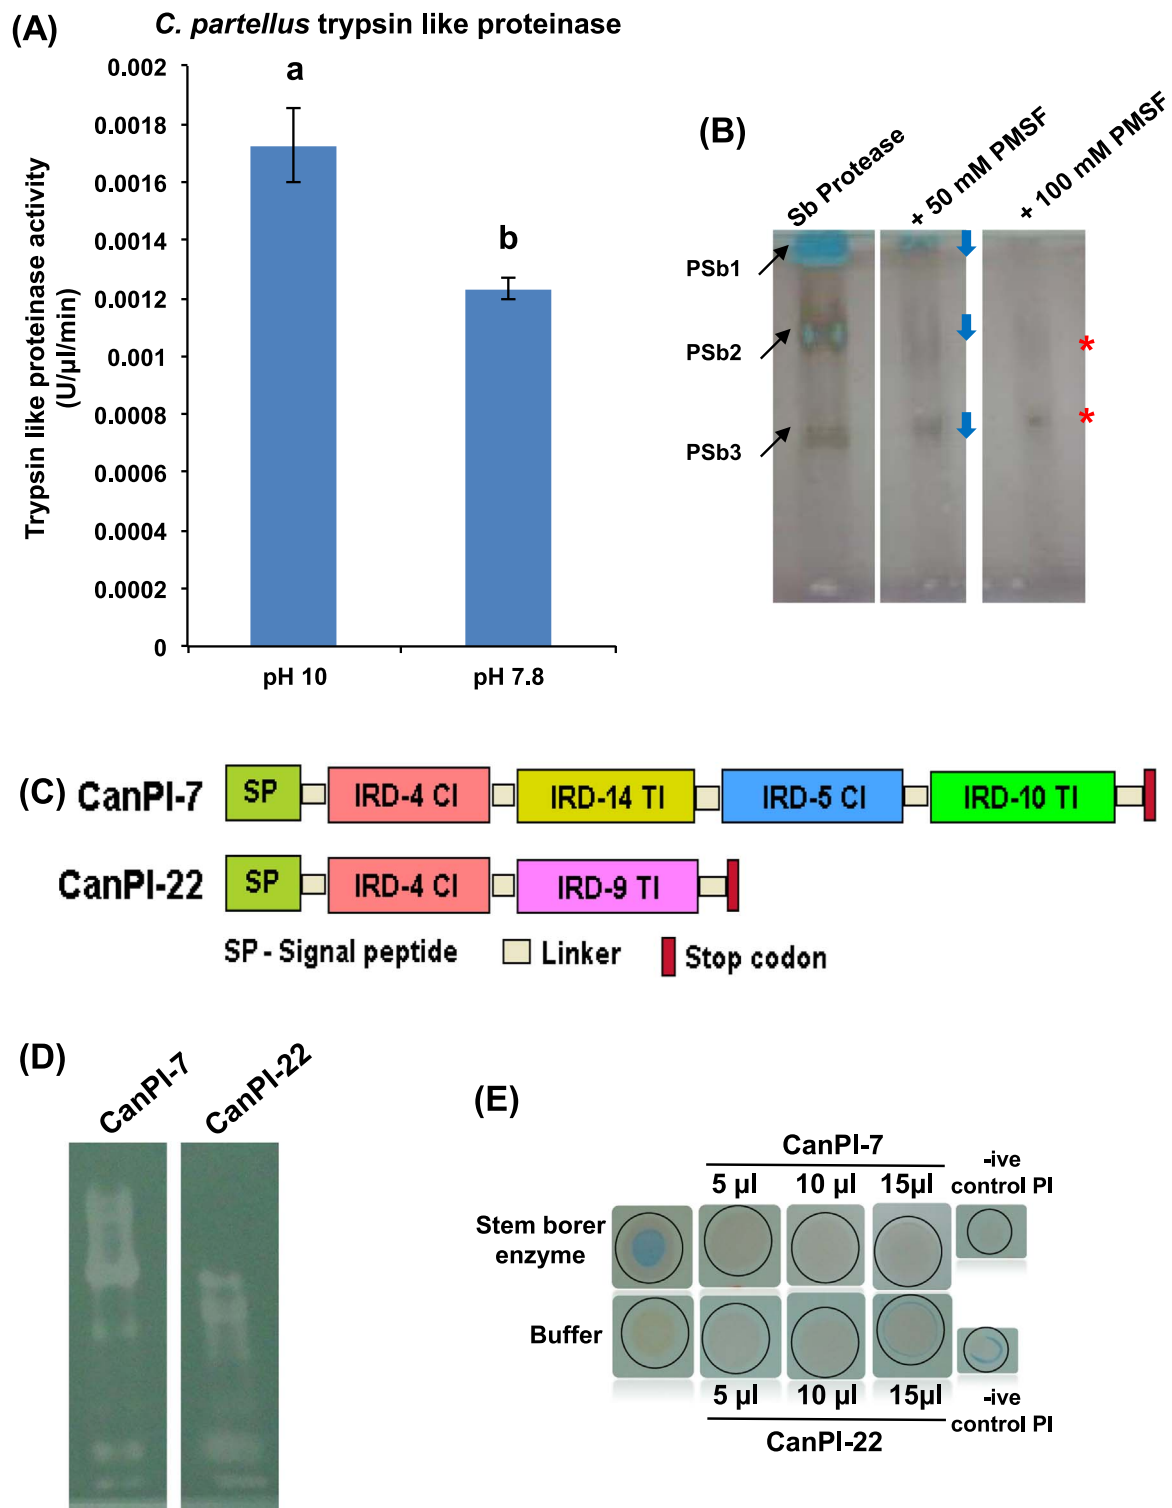 (A)
C. partellus trypsin like proteinase
Trypsin like proteinase activity
(U/µl/min)
0.002
0.0018
0.0016
0.0014
0.0012
0.001
0.0008
0.0006
0.0004
0.0002
0
a
b
pH 10
pH 7.8
(B)
Sb Protease
+ 50 mM PMSF
+ 100 mM PMSF
PSb1
PSb2
PSb3
*
*
(C)
CanPI-7
SP
IRD-4 CI
IRD-14 TI
IRD-5 CI
IRD-10 TI
CanPI-22
SP
IRD-4 CI
IRD-9 TI
SP - Signal peptide
Linker
Stop codon
(D)
CanPI-7
CanPI-22
(E)
CanPI-7
5 µl
10 µl
15µl
-ive
control PI
Stem borer
enzyme
Buffer
5 µl
10 µl
15µl
-ive
control PI
CanPI-22